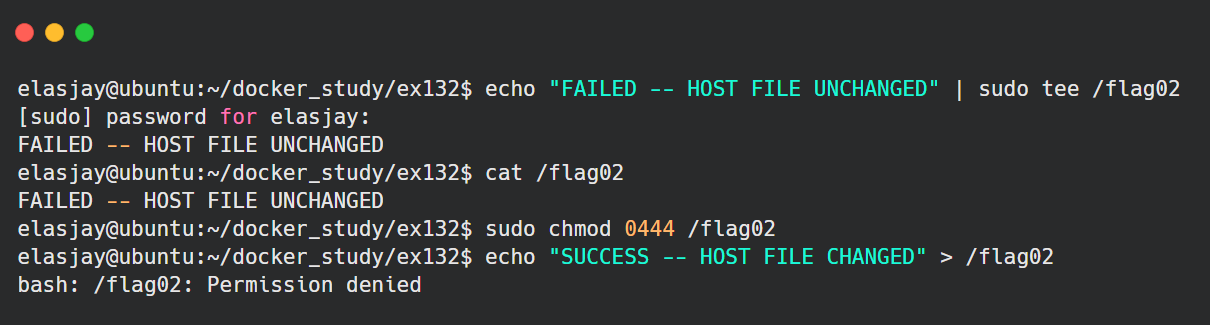 elasjay@ubuntu:~/docker_study/ex132$ echo "FAILED -- HOST FILE UNCHANGED" | sudo tee /flag02
[sudo] password for elasjay:
FAILED -- HOST FILE UNCHANGED
elasjay@ubuntu:~/docker_study/ex132$ cat /flag02
FAILED -- HOST FILE UNCHANGED
elasjay@ubuntu:~/docker_study/ex132$ sudo chmod 0444 /flag02
elasjay@ubuntu:~/docker_study/ex132$ echo "SUCCESS -- HOST FILE CHANGED" > /flag02
bash: /flag02: Permission denied